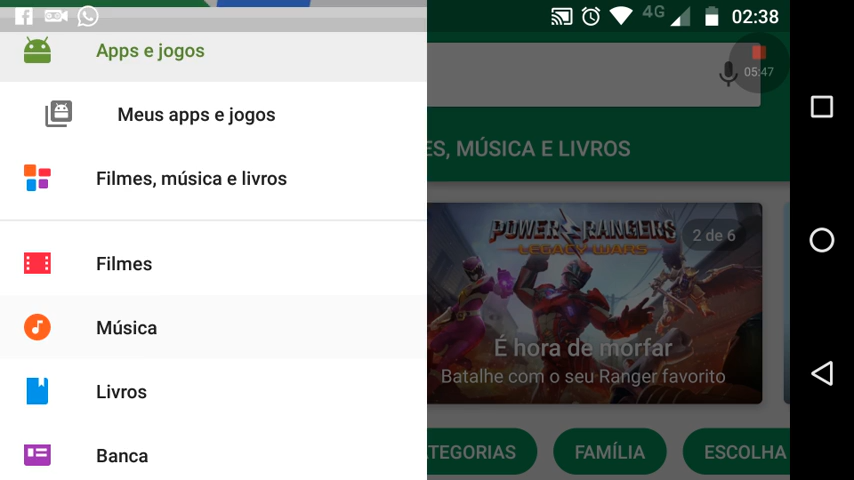 4G 02:38
05:47
Apps e jogos
Meus apps e jogos
Filmes, música e livros
Filmes
Música
Livros
Banca
ES, MÚSICA E LIVROS
POWER RANGERS
LEGACY WARS
2 de 6
É hora de morfar
Batalhe com o seu Ranger favorito
TEGORIAS
FAMÍLIA
ESCOLHA